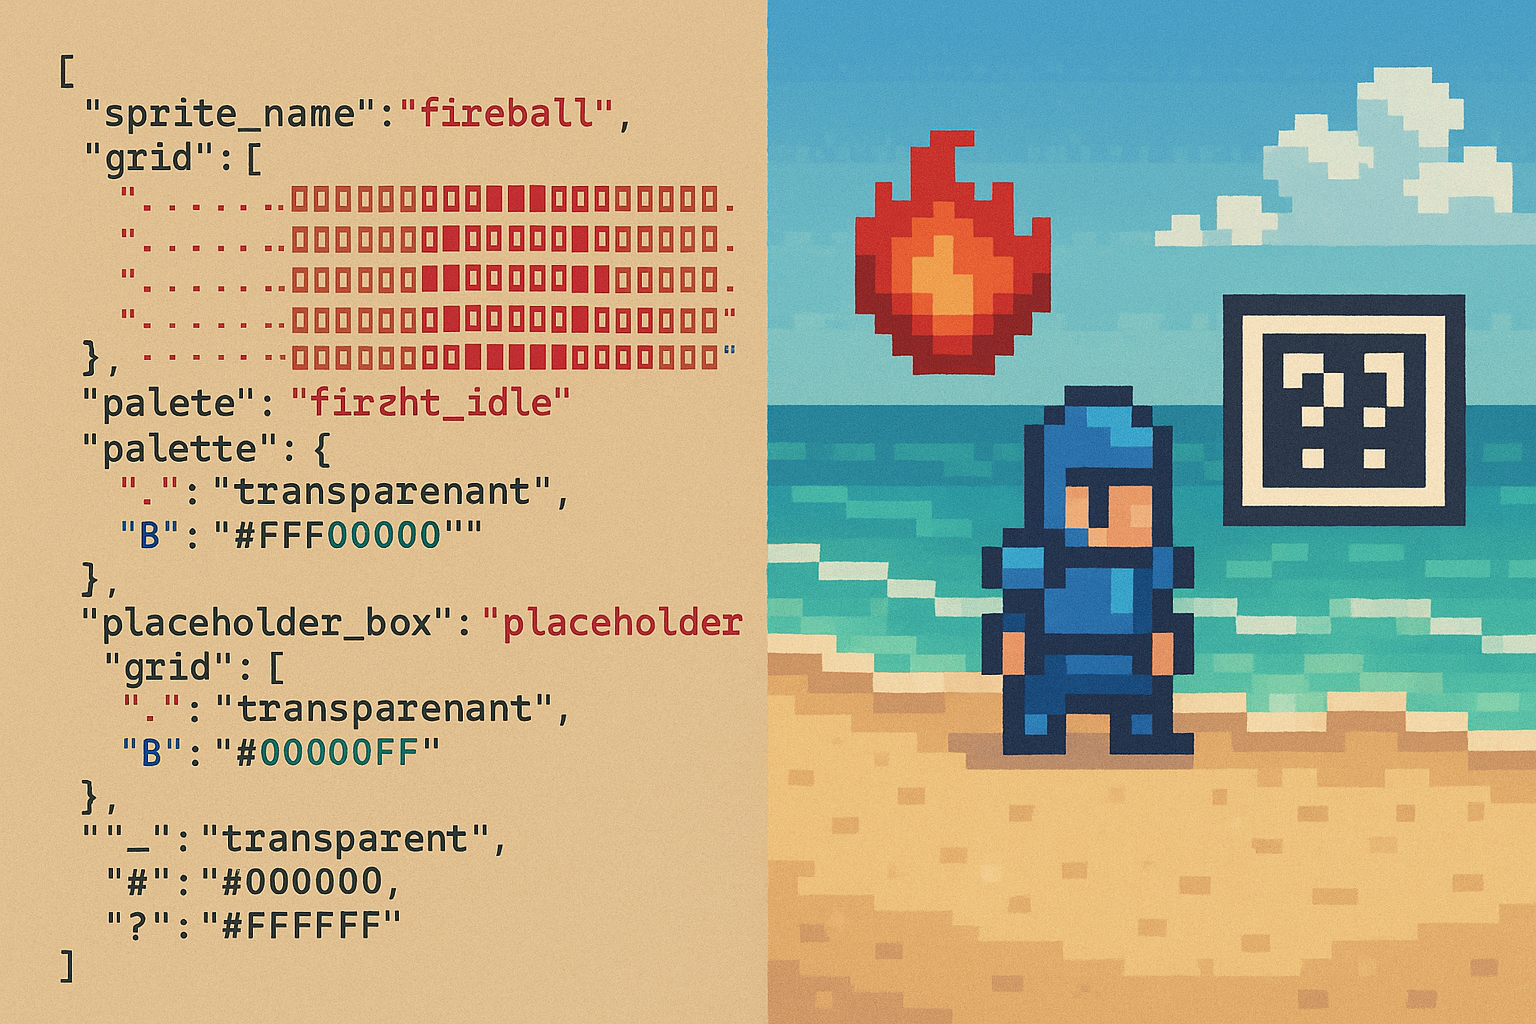 [
"sprite_name":"fireball",
"grid":[
".......▯▯▯▯▯▯▯▯▯▮▮▮▯▯▯▯▯▯▯▯.
".......▯▯▯▯▯▯▯▮▯▯▯▯▯▮▯▯▯▯▯▯.
".......▯▯▯▯▯▯▮▮▯▯▯▯▯▮▮▯▯▯▯▯.
".......▯▯▯▯▯▯▯▮▯▯▯▯▯▮▯▯▯▯▯▯"
}, .......▯▯▯▯▯▯▯▯▮▮▮▮▮▯▯▯▯▯▯▯"
"palete": "firzht_idle"
"palette": {
".": "transparenant",
"B": "#FFF00000""
},
"placeholder_box": "placeholder
"grid": [
".": "transparenant",
"B": "#00000FF"
},
""_": "transparent",
"#": "#000000,
"?": "#FFFFFF"
]
??